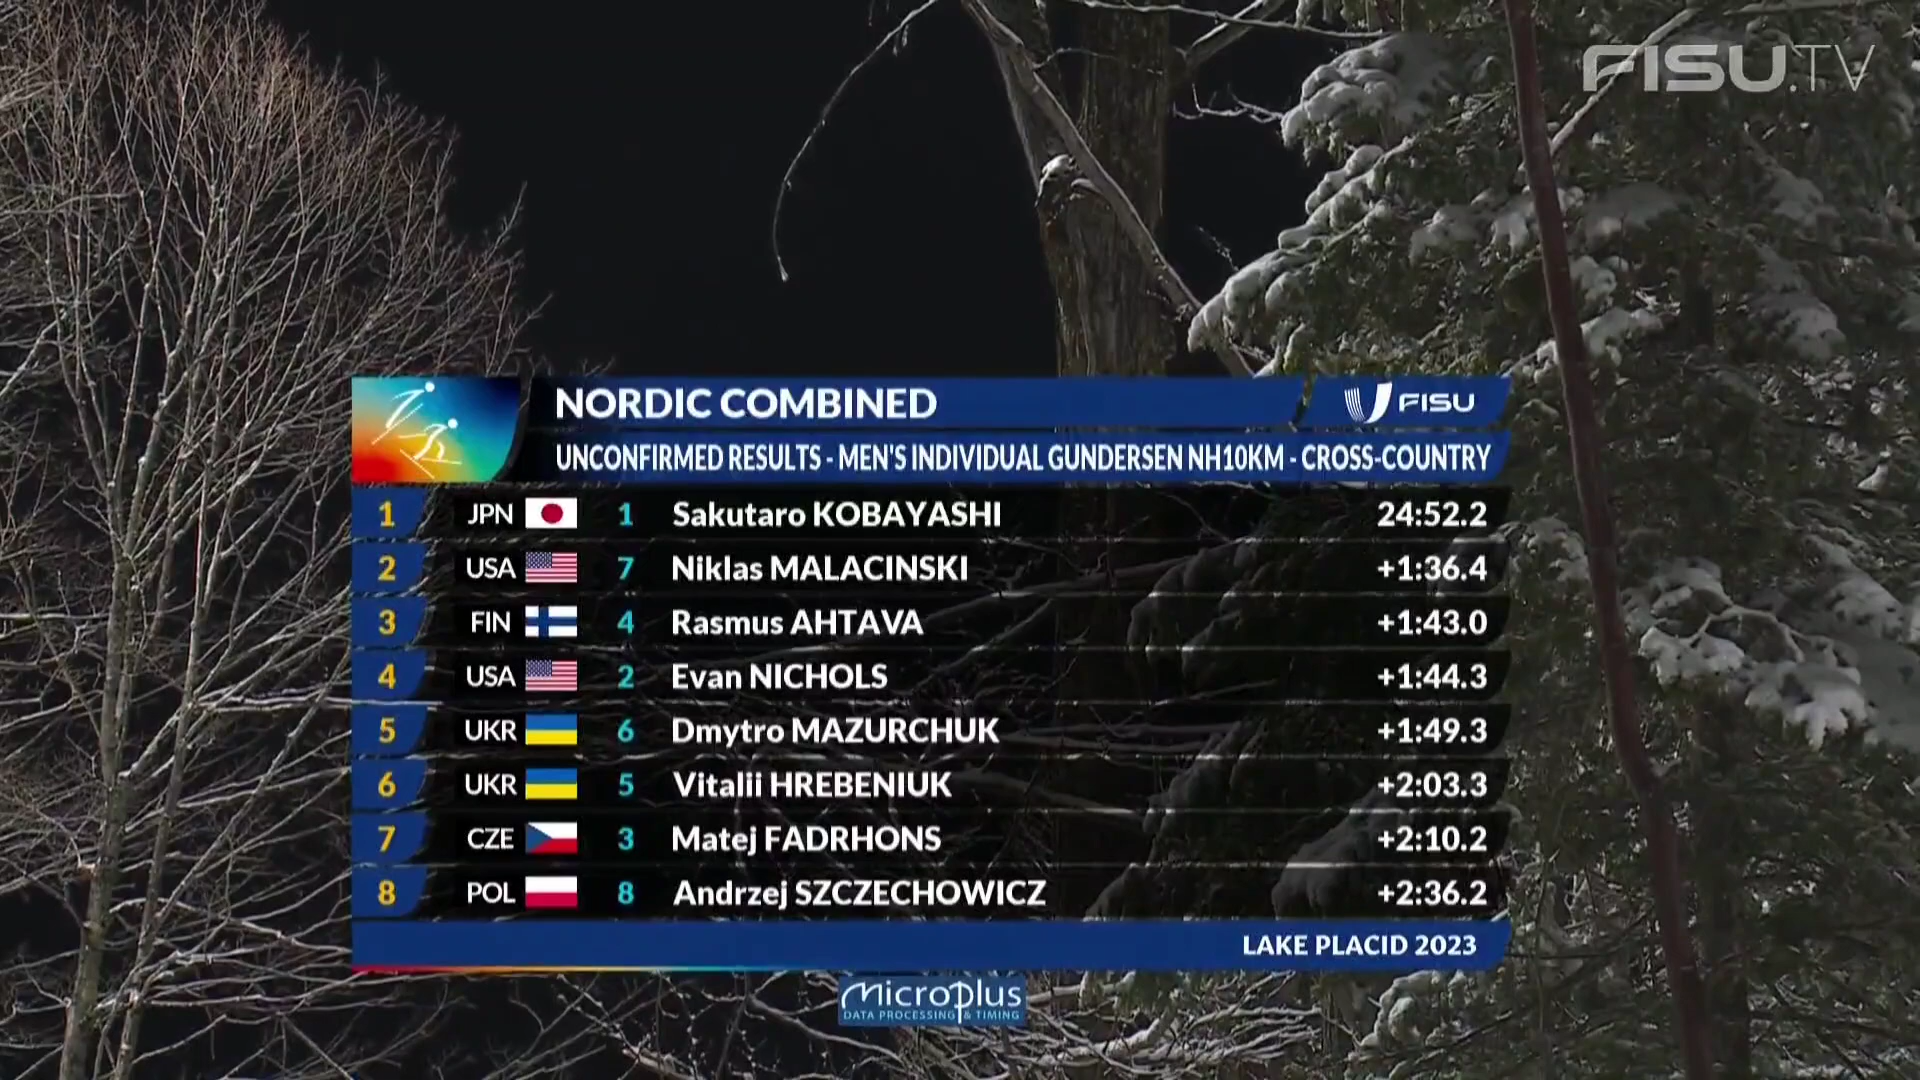 FISU.TV
NORDIC COMBINED
FISU
UNCONFIRMED RESULTS - MEN'S INDIVIDUAL GUNDERSEN NH10KM - CROSS-COUNTRY
1 JPN 1 Sakutaro KOBAYASHI 24:52.2
2 USA 7 Niklas MALACINSKI +1:36.4
3 FIN 4 Rasmus AHTAVA +1:43.0
4 USA 2 Evan NICHOLS +1:44.3
5 UKR 6 Dmytro MAZURCHUK +1:49.3
6 UKR 5 Vitalii HREBENIUK +2:03.3
7 CZE 3 Matej FADRHONS +2:10.2
8 POL 8 Andrzej SZCZECHOWICZ +2:36.2
LAKE PLACID 2023
Microplus
DATA PROCESSING & TIMING